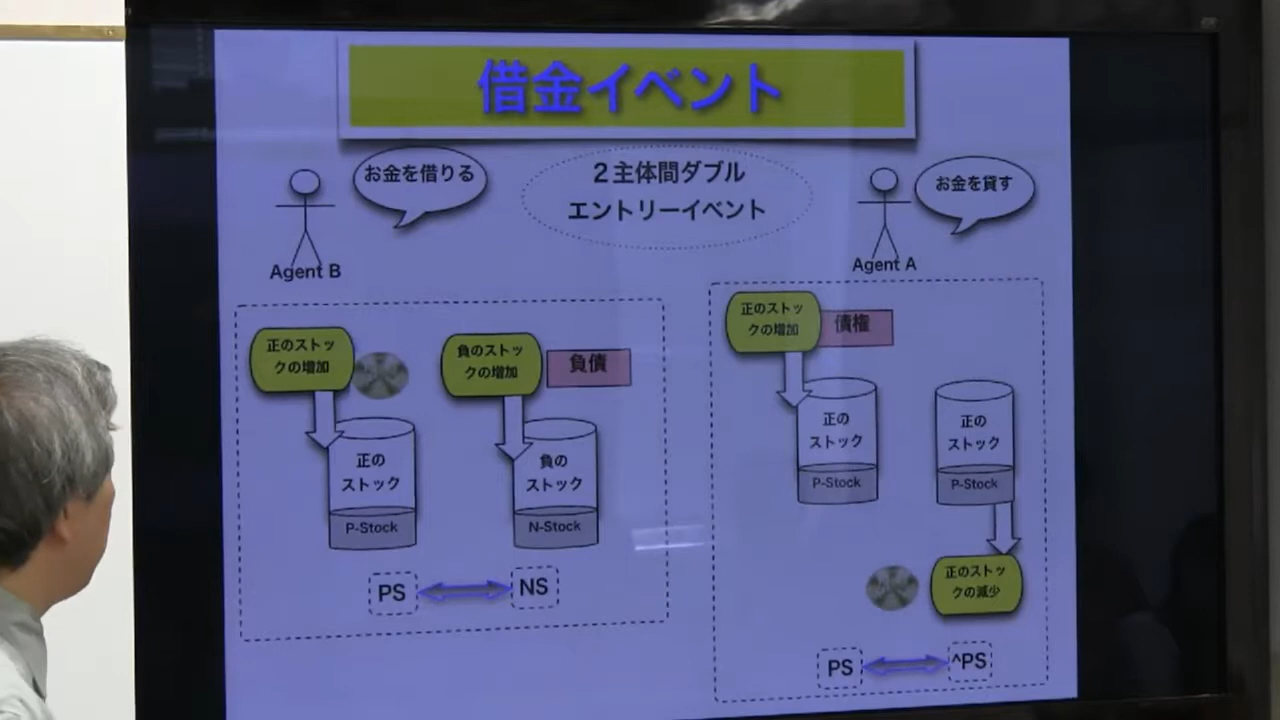 借金イベント
お金を借りる
２主体間ダブル
エントリーイベント
お金を貸す
Agent B
Agent A
正のストッ
クの増加
負のストッ
クの増加
負債
正の
ストック
P-Stock
負の
ストック
N-Stock
PS
NS
正のストッ
クの増加
債権
正の
ストック
P-Stock
正の
ストック
P-Stock
正のストッ
クの減少
PS
^PS